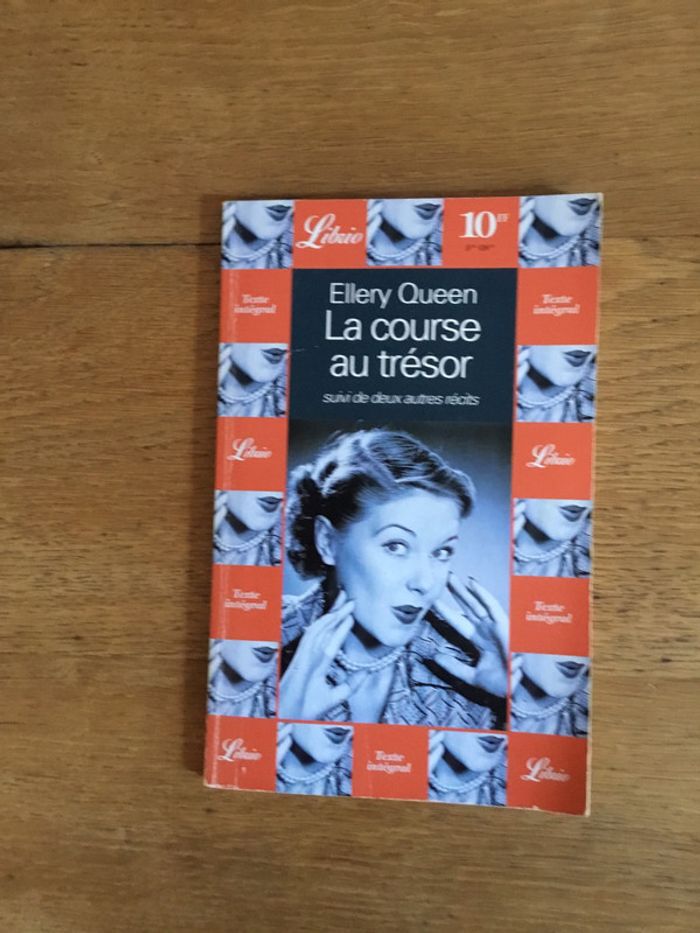 Librio
10FF
Ellery Queen
La course
au trésor
suivi de deux autres récits
Texte
intégral
Texte
intégral
Librio
Librio
Texte
intégral
Texte
intégral
Librio
Texte
intégral
Librio